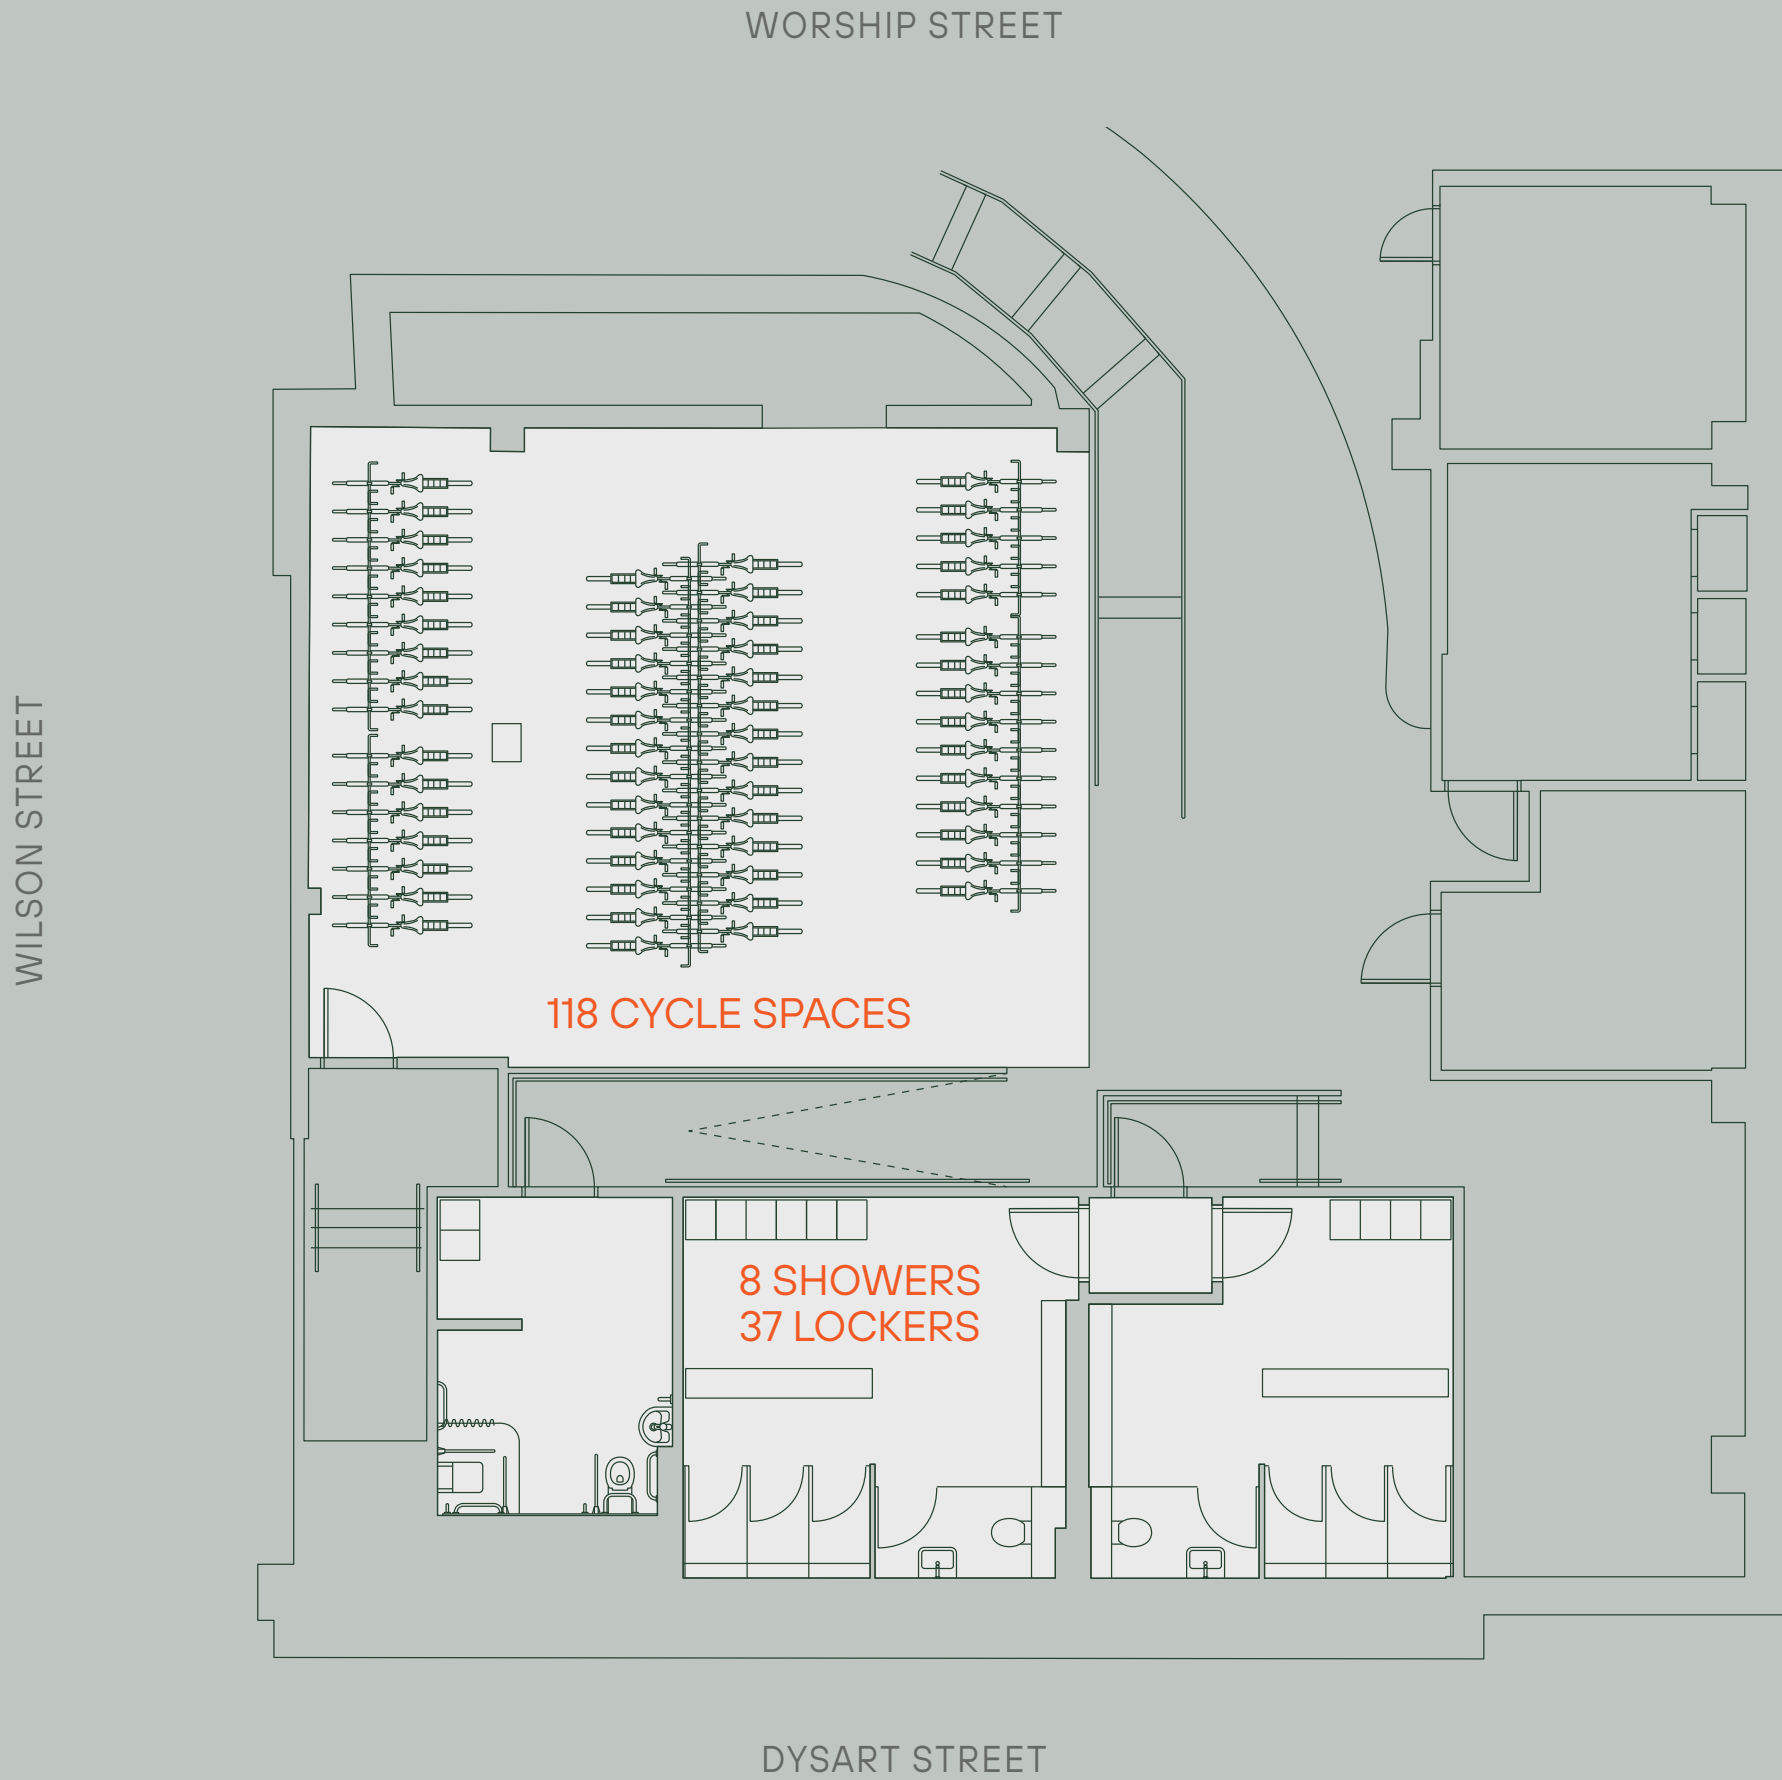 WORSHIP STREET
WILSON STREET
118 CYCLE SPACES
8 SHOWERS
37 LOCKERS
DYSART STREET